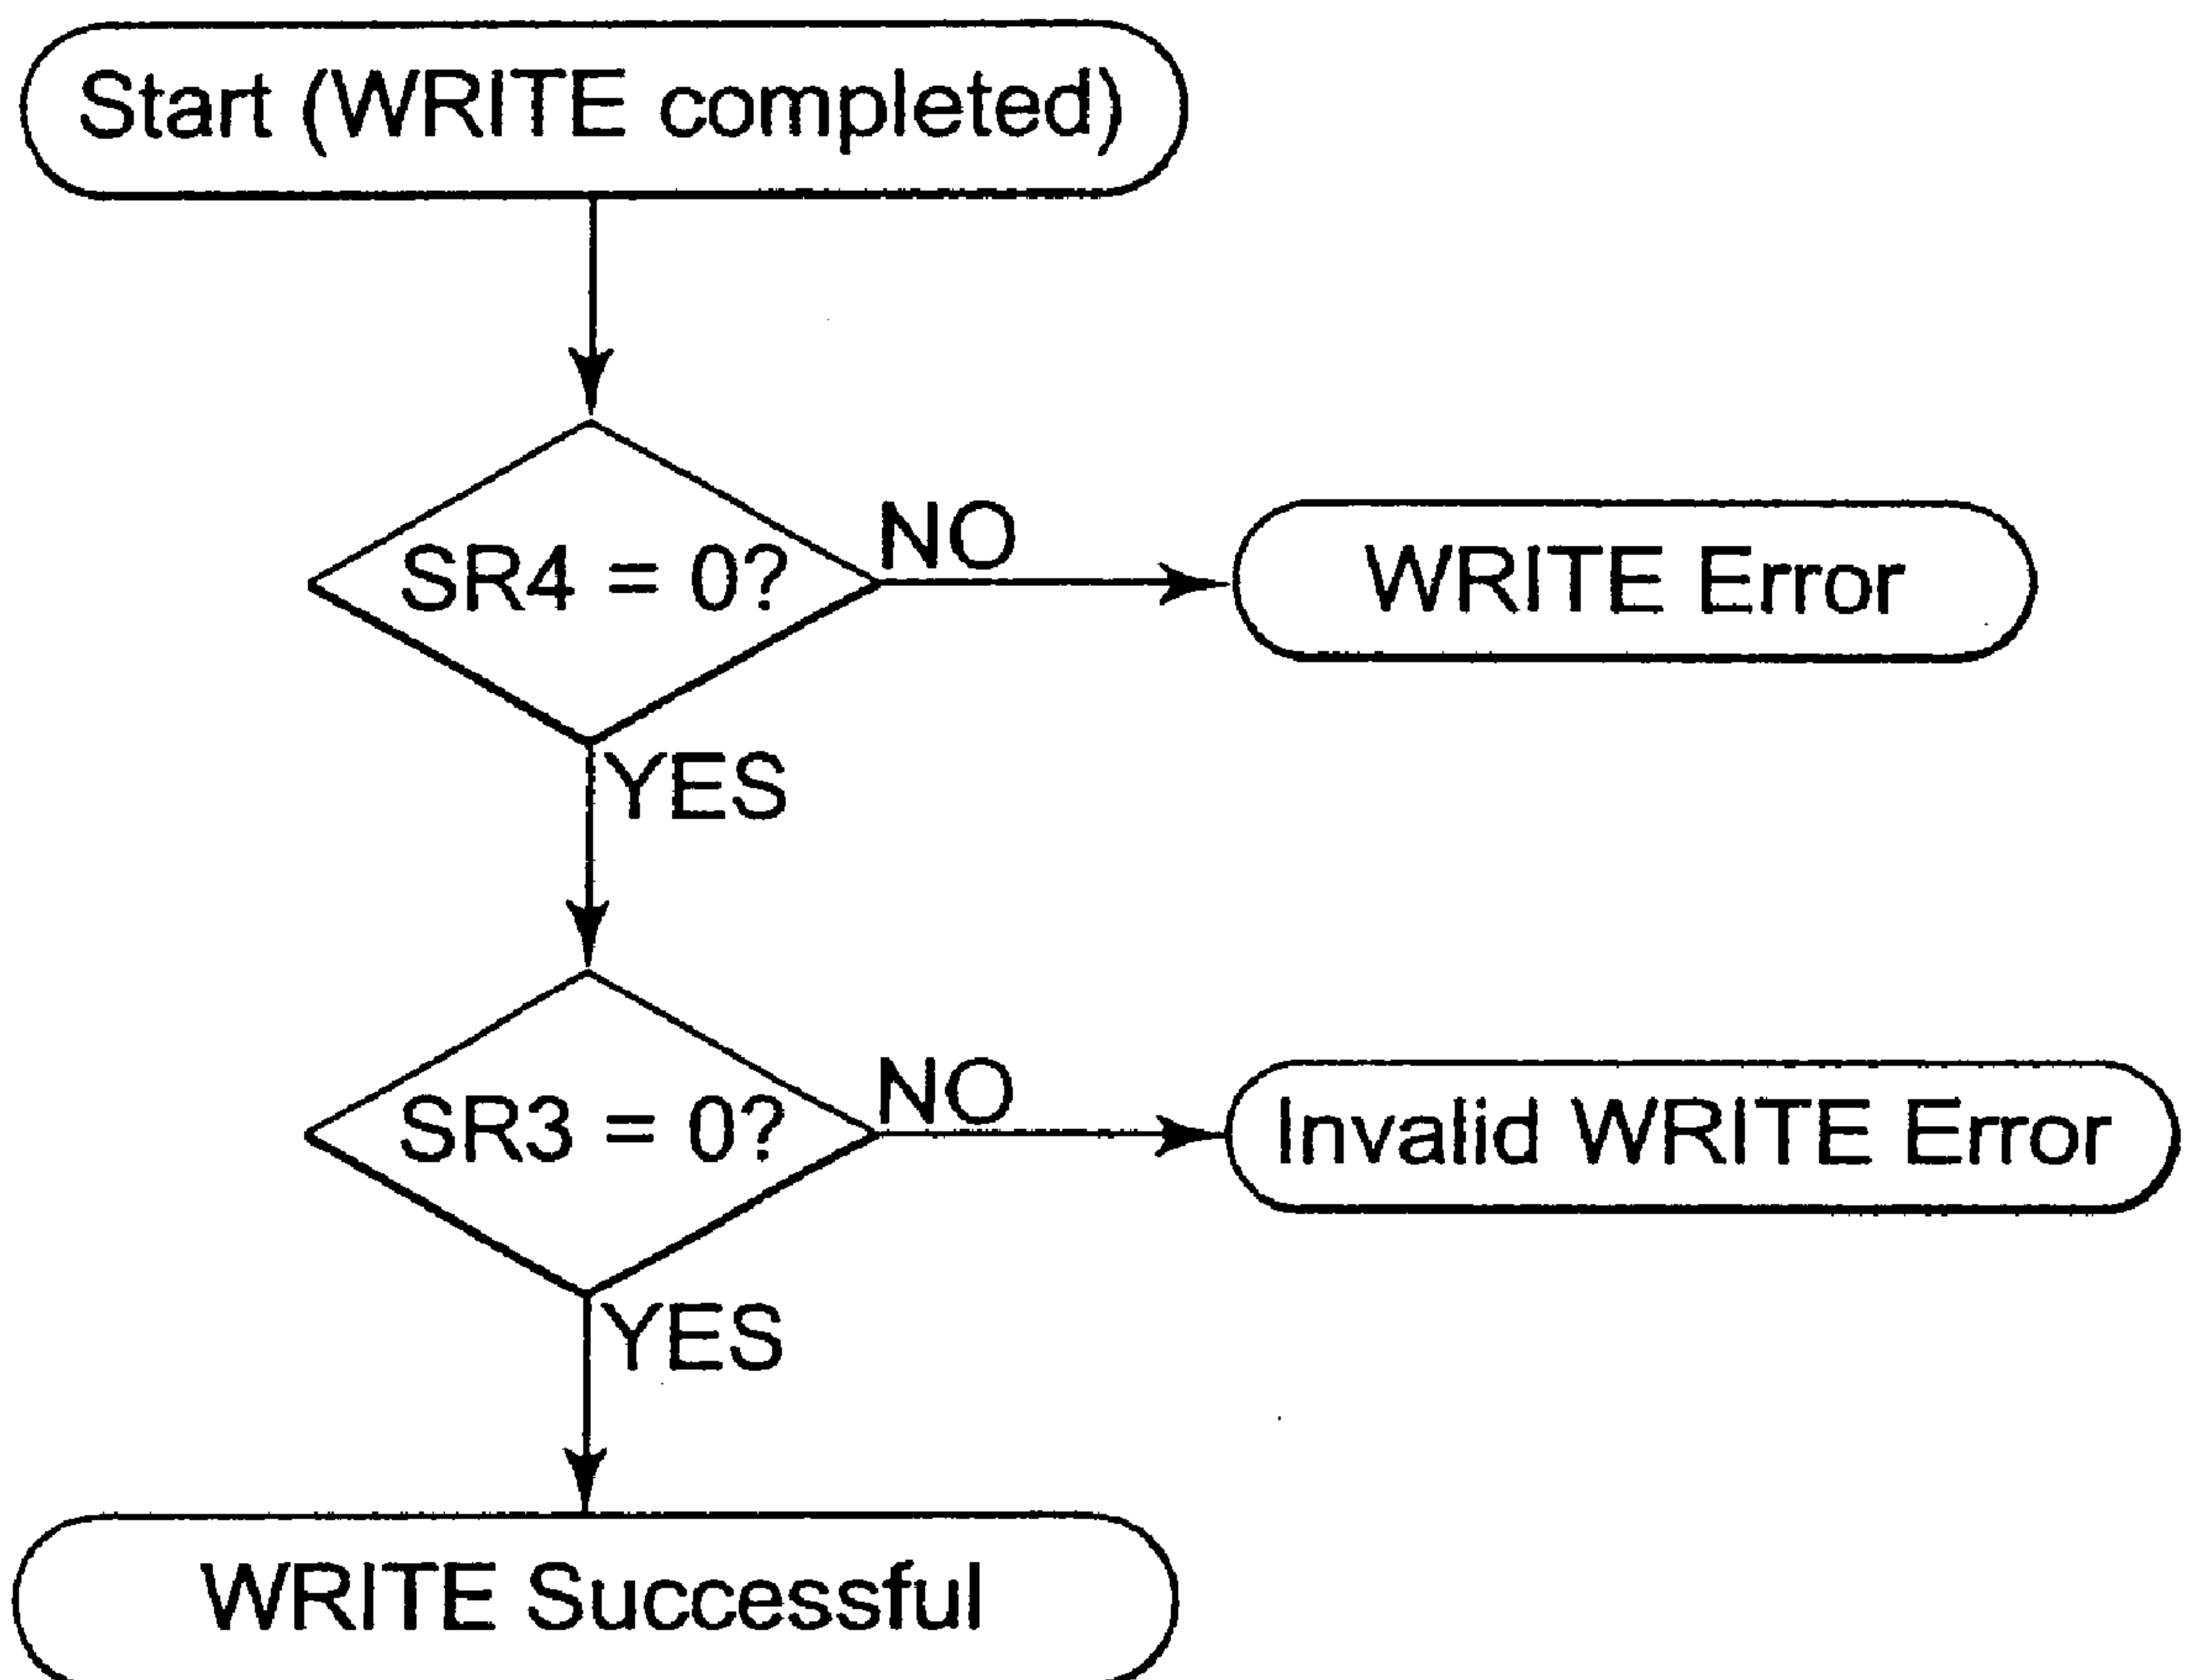 Start (WRITE completed)
SR4 = 0?
NO
WRITE Error
YES
SR3 = 0?
NO
Invalid WRITE Error
YES
WRITE Successful